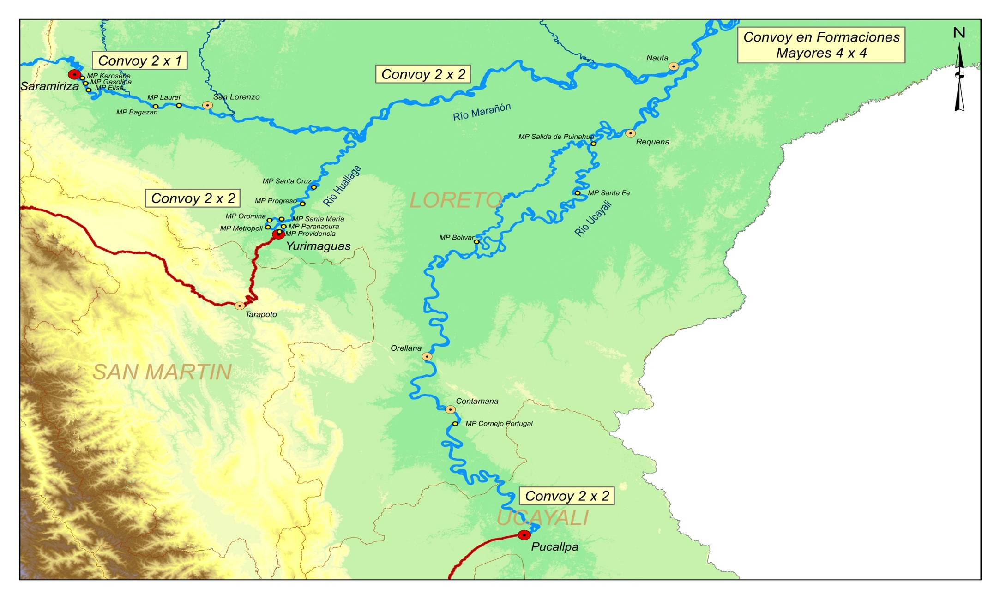 Convoy en Formaciones
Mayores 4 x 4
N
Convoy 2 x 1
Nauta
Convoy 2 x 2
MP Kerosene
MP Gasolina
Saramiriza
MP Elisa
MP Laurel
San Lorenzo
MP Bagazan
Río Marañón
MP Salida de Puinahua
Requena
MP Santa Cruz
Río Huallaga
Convoy 2 x 2
MP Progreso
LORETO
MP Santa Fe
MP Oromina
MP Santa María
Río Ucayali
MP Metropoli
MP Paranapura
MP Providencia
MP Bolivar
Yurimaguas
Tarapoto
Orellana
SAN MARTIN
Contamana
MP Cornejo Portugal
Convoy 2 x 2
UCAYALI
Pucallpa